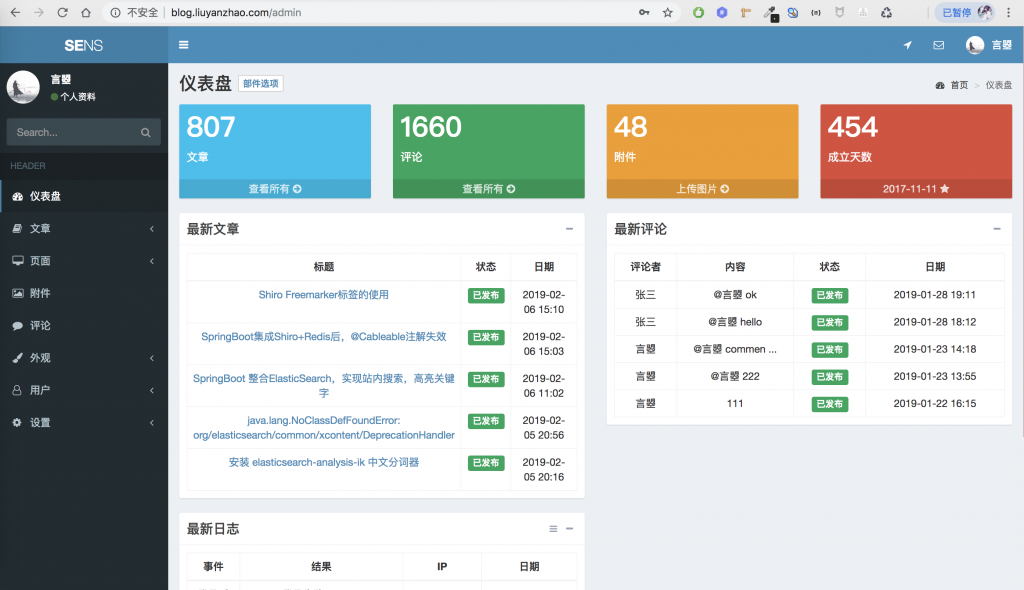 不安全 blog.liuyanzhao.com/admin 已暂停
SENS 言曌
言曌
个人资料
Search...
HEADER
仪表盘
文章
页面
附件
评论
外观
用户
设置
仪表盘 部件选项 首页 > 仪表盘
807
文章
查看所有
1660
评论
查看所有
48
附件
上传图片
454
成立天数
2017-11-11
最新文章
标题 状态 日期
Shiro Freemarker标签的使用 已发布 2019-02-
06 15:10
SpringBoot集成Shiro+Redis后，@Cableable注解失效 已发布 2019-02-
06 15:03
SpringBoot 整合ElasticSearch，实现站内搜索，高亮关键 已发布 2019-02-
字 06 11:02
java.lang.NoClassDefFoundError: 已发布 2019-02-
org/elasticsearch/common/xcontent/DeprecationHandler 05 20:56
安装 elasticsearch-analysis-ik 中文分词器 已发布 2019-02-
05 20:16
最新评论
评论者 内容 状态 日期
张三 @言曌 ok 已发布 2019-01-28 19:11
张三 @言曌 hello 已发布 2019-01-28 18:12
言曌 @言曌 commen ... 已发布 2019-01-23 14:18
言曌 @言曌 222 已发布 2019-01-23 13:55
言曌 111 已发布 2019-01-22 16:15
最新日志
事件 结果 IP 日期